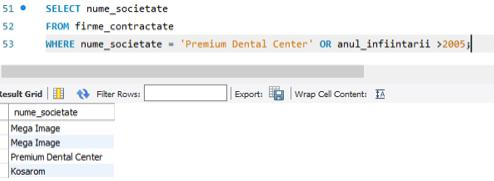 51 SELECT nume_societate
52 FROM firme_contractate
53 WHERE nume_societate = 'Premium Dental Center' OR anul_infiintarii >2005;
Result Grid Filter Rows: Export: Wrap Cell Content: IA
nume_societate
Mega Image
Mega Image
Premium Dental Center
Kosarom